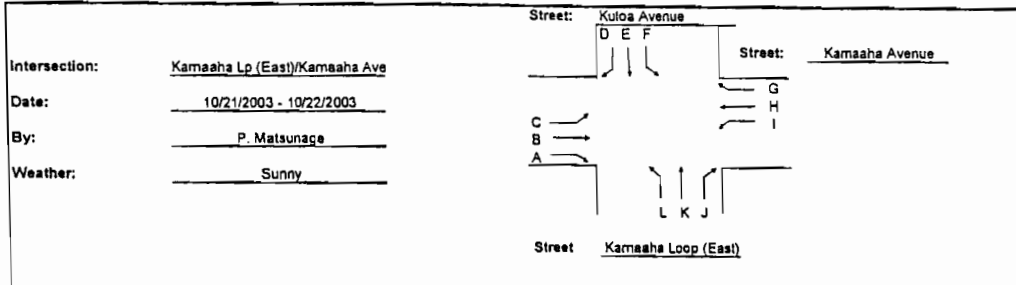 Street: Kuloa Avenue
D E F
Street: Kamaaha Avenue
Intersection: Kamaaha Lp (East)/Kamaaha Ave
G
Date: 10/21/2003 - 10/22/2003
H
C
I
B
By: P. Matsunage
A
Weather: Sunny
L K J
Street Kamaaha Loop (East)